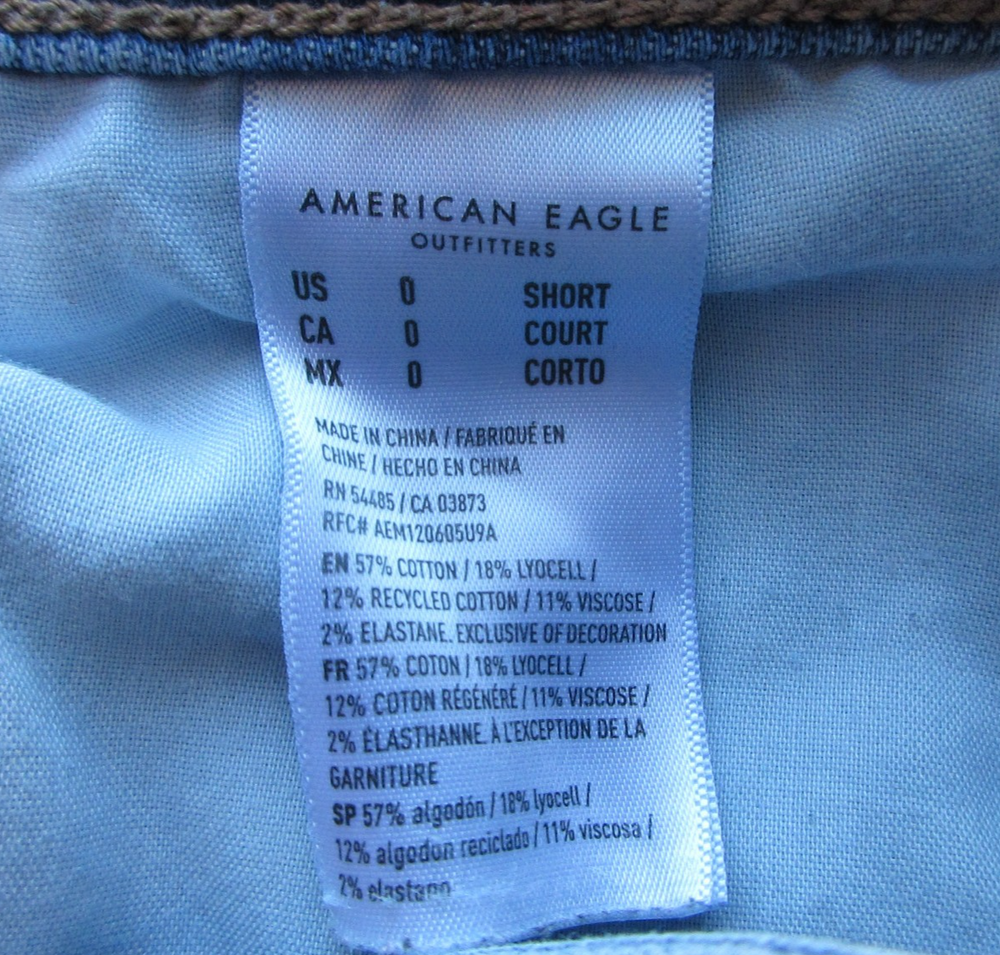 AMERICAN EAGLE
OUTFITTERS
US 0 SHORT
CA 0 COURT
MX 0 CORTO
MADE IN CHINA / FABRIQUÉ EN
CHINE / HECHO EN CHINA
RN 54485 / CA 03873
RFC# AEM120605U9A
EN 57% COTTON / 18% LYOCELL /
12% RECYCLED COTTON / 11% VISCOSE /
2% ELASTANE. EXCLUSIVE OF DECORATION
FR 57% COTON / 18% LYOCELL /
12% COTON RÉGÉNÉRÉ / 11% VISCOSE /
2% ÉLASTHANNE. À L'EXCEPTION DE LA
GARNITURE
SP 57% algodón / 18% lyocell /
12% algodon reciclado / 11% viscosa /
2% elastano